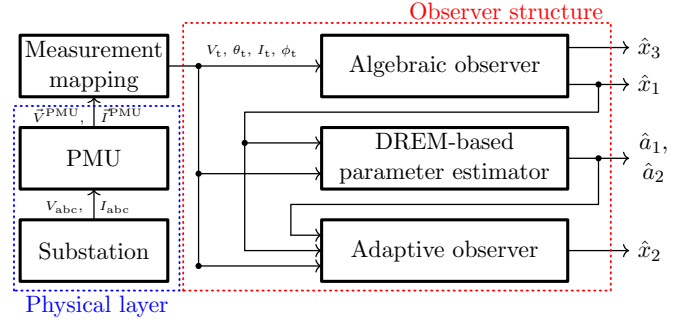 Observer structure
Measurement
mapping
V_t, θ_t, I_t, ϕ_t
Algebraic observer
x̂_3
x̂_1
V⃗^PMU, I⃗^PMU
PMU
DREM-based
parameter estimator
â_1,
â_2
V_abc, I_abc
Substation
Adaptive observer
x̂_2
Physical layer